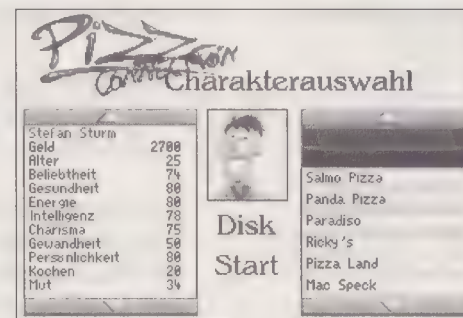 Pizza
Connection
Charakterauswahl
Stefan Sturm
Geld 2700
Alter 25
Beliebtheit 74
Gesundheit 80
Energie 80
Intelligenz 78
Charisma 75
Gewandheit 50
Persönlichkeit 80
Kochen 20
Mut 34
Disk
Start
Salmo Pizza
Panda Pizza
Paradiso
Ricky's
Pizza Land
Mac Speck